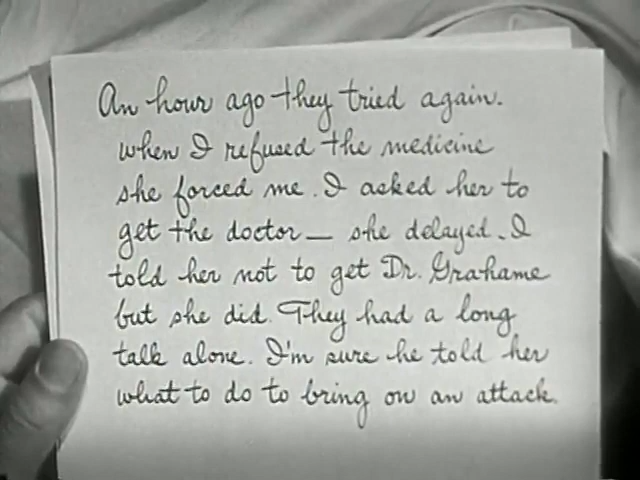 An hour ago they tried again.
when I refused the medicine
she forced me. I asked her to
get the doctor — she delayed. I
told her not to get Dr. Grahame
but she did. They had a long
talk alone. I'm sure he told her
what to do to bring on an attack.